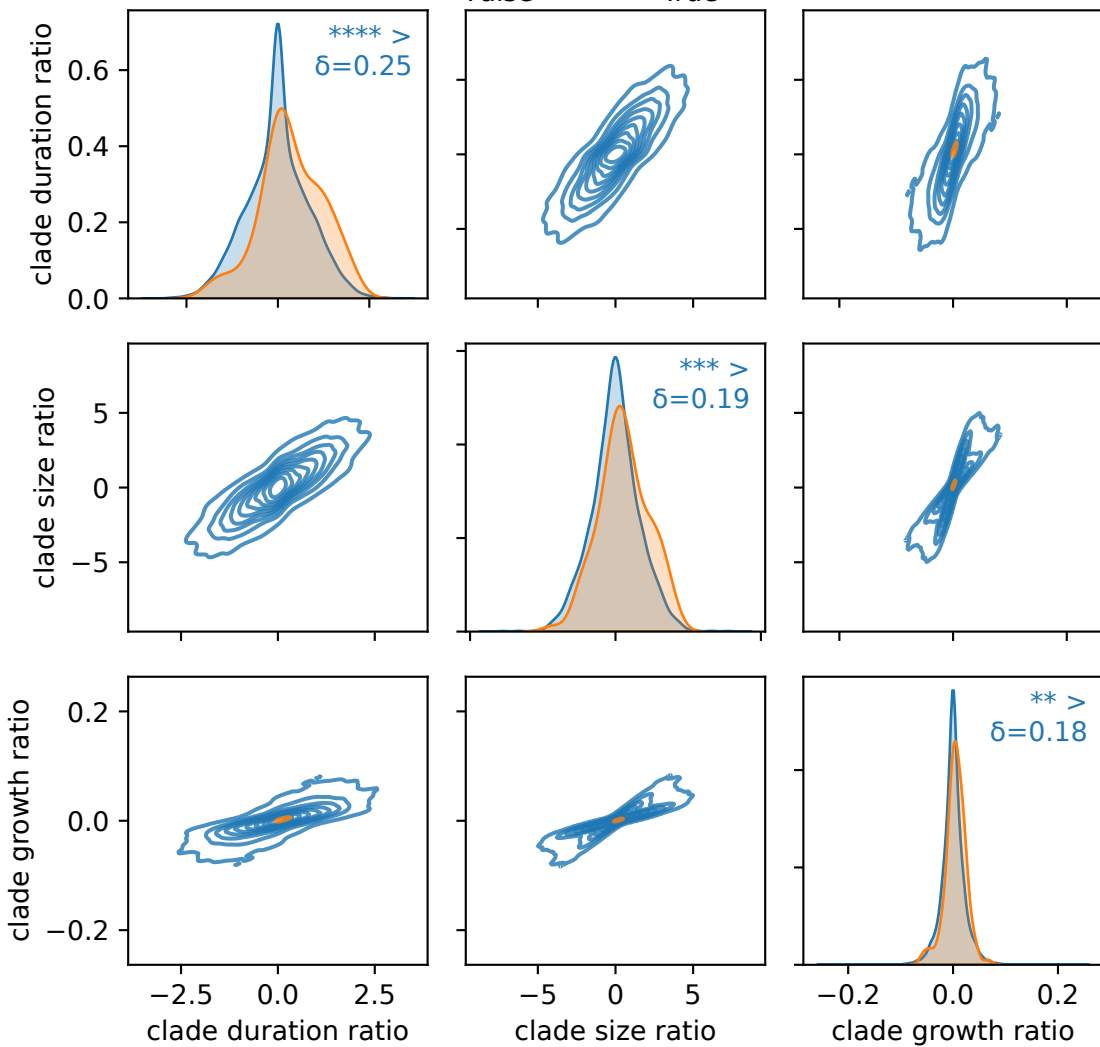 clade duration ratio
0.6
0.4
0.2
0.0
**** >
δ=0.25
clade size ratio
5
0
−5
*** >
δ=0.19
clade growth ratio
0.2
0.0
−0.2
** >
δ=0.18
−2.5 0.0 2.5
−5 0 5
−0.2 0.0 0.2
clade duration ratio
clade size ratio
clade growth ratio